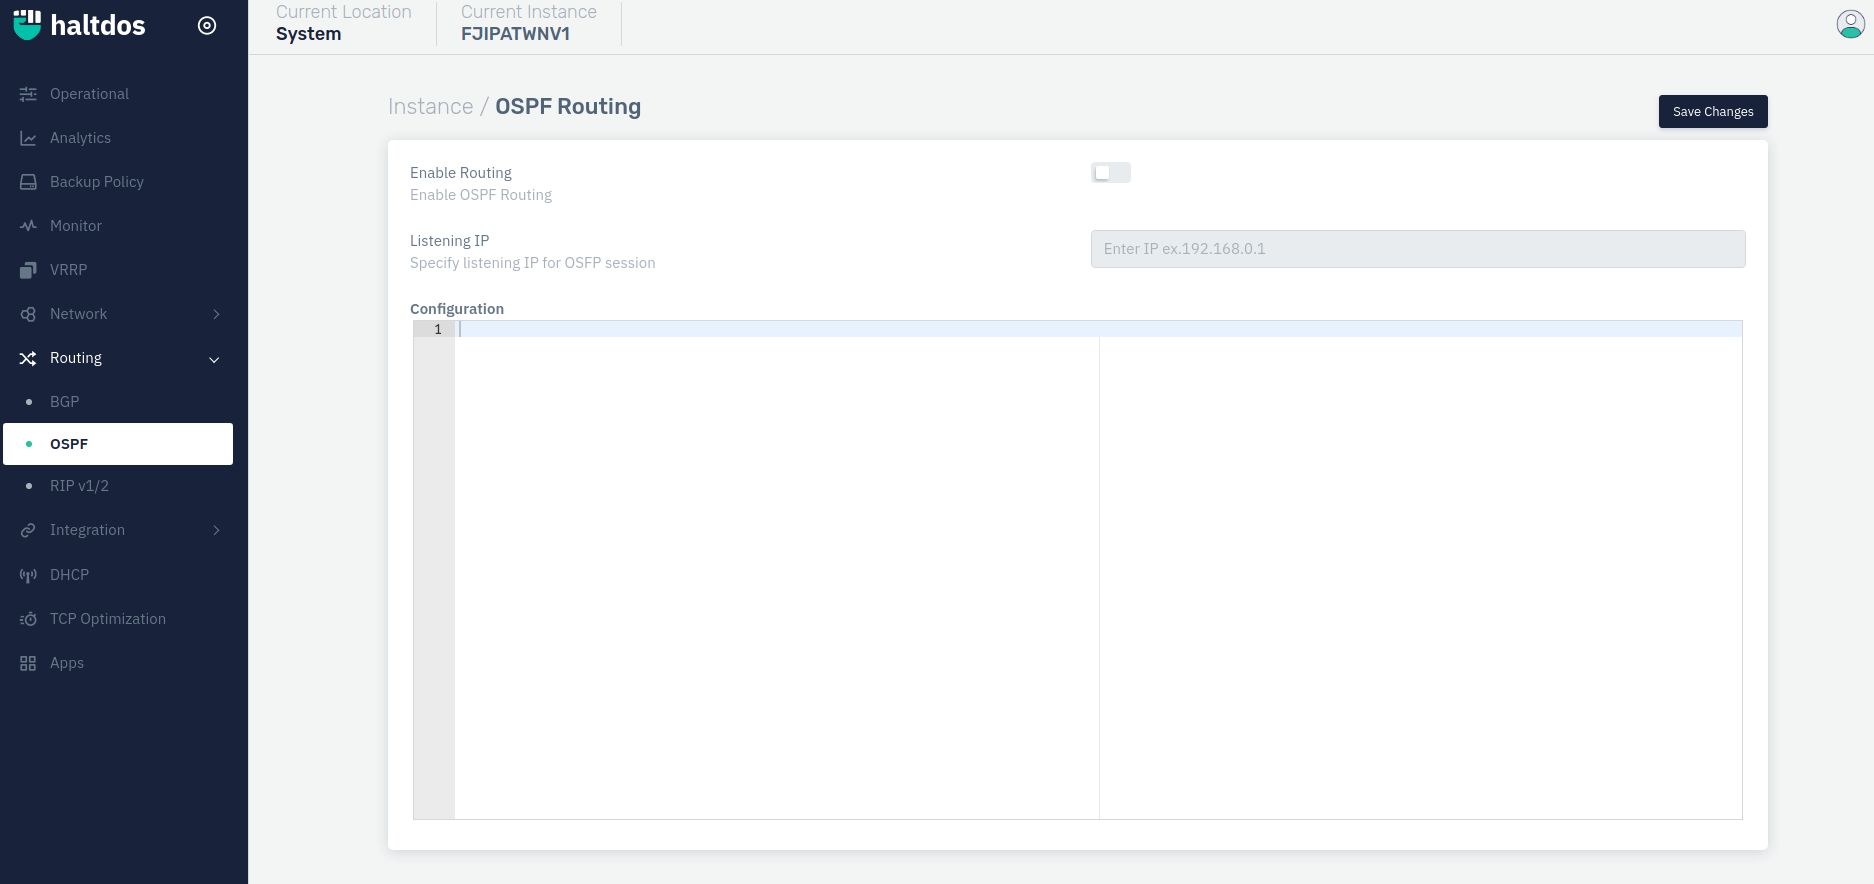 haltdos
Current Location
System
Current Instance
FJIPATWNV1
Operational
Analytics
Backup Policy
Monitor
VRRP
Network
Routing
BGP
OSPF
RIP v1/2
Integration
DHCP
TCP Optimization
Apps
Instance / OSPF Routing
Save Changes
Enable Routing
Enable OSPF Routing
Listening IP
Specify listening IP for OSFP session
Enter IP ex.192.168.0.1
Configuration
1